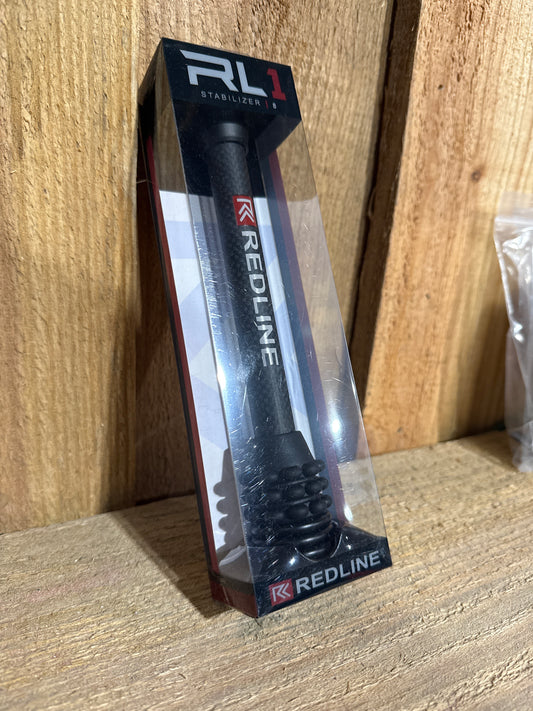 RL1
STABILIZER | 8
REDLINE
REDLINE